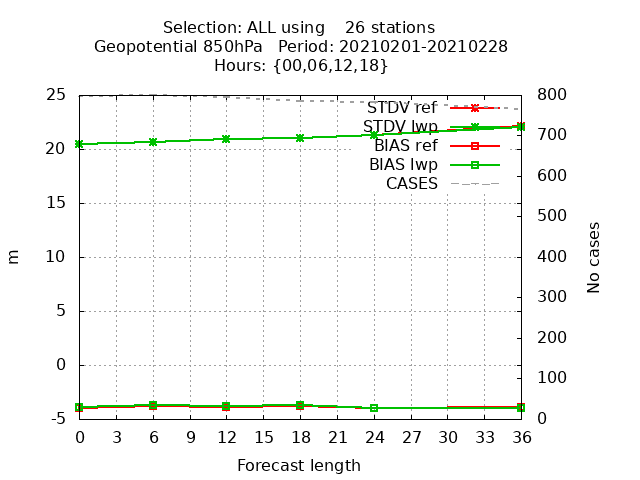 Selection: ALL using    26 stations
Geopotential 850hPa   Period: 20210201-20210228
Hours: {00,06,12,18}
25 800
STDV ref
STDV lwp
BIAS ref
BIAS lwp
CASES
700
20
600
15
500
m
No cases
10 400
300
5
200
0
100
-5 0
0 3 6 9 12 15 18 21 24 27 30 33 36
Forecast length